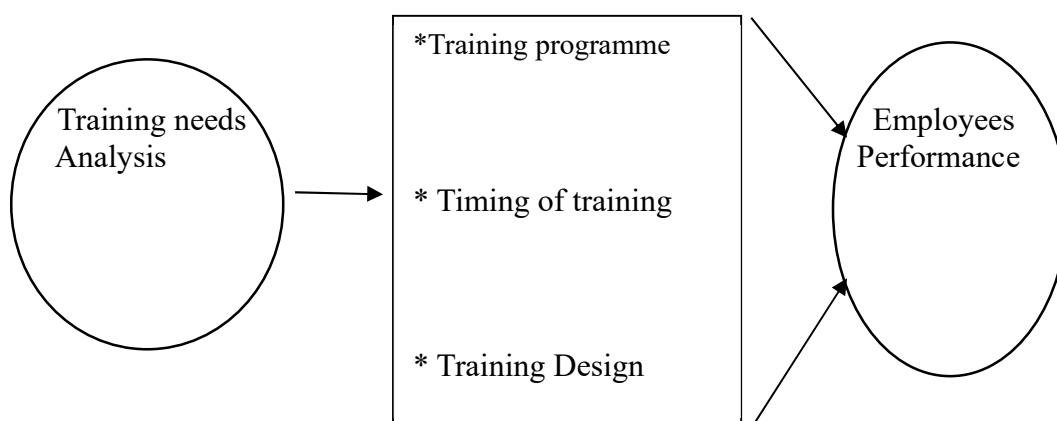 Training needs
Analysis
*Training programme
* Timing of training
* Training Design
Employees
Performance